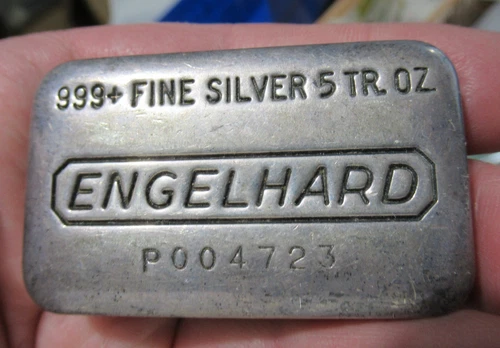 999+ FINE SILVER 5 TR. OZ
ENGELHARD
P004723